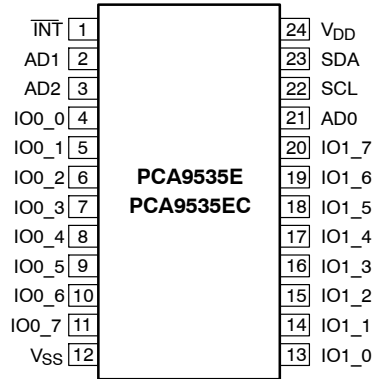 INT 1 24 VDD
AD1 2 23 SDA
AD2 3 22 SCL
IO0_0 4 21 AD0
IO0_1 5 20 IO1_7
IO0_2 6 PCA9535E 19 IO1_6
IO0_3 7 PCA9535EC 18 IO1_5
IO0_4 8 17 IO1_4
IO0_5 9 16 IO1_3
IO0_6 10 15 IO1_2
IO0_7 11 14 IO1_1
VSS 12 13 IO1_0